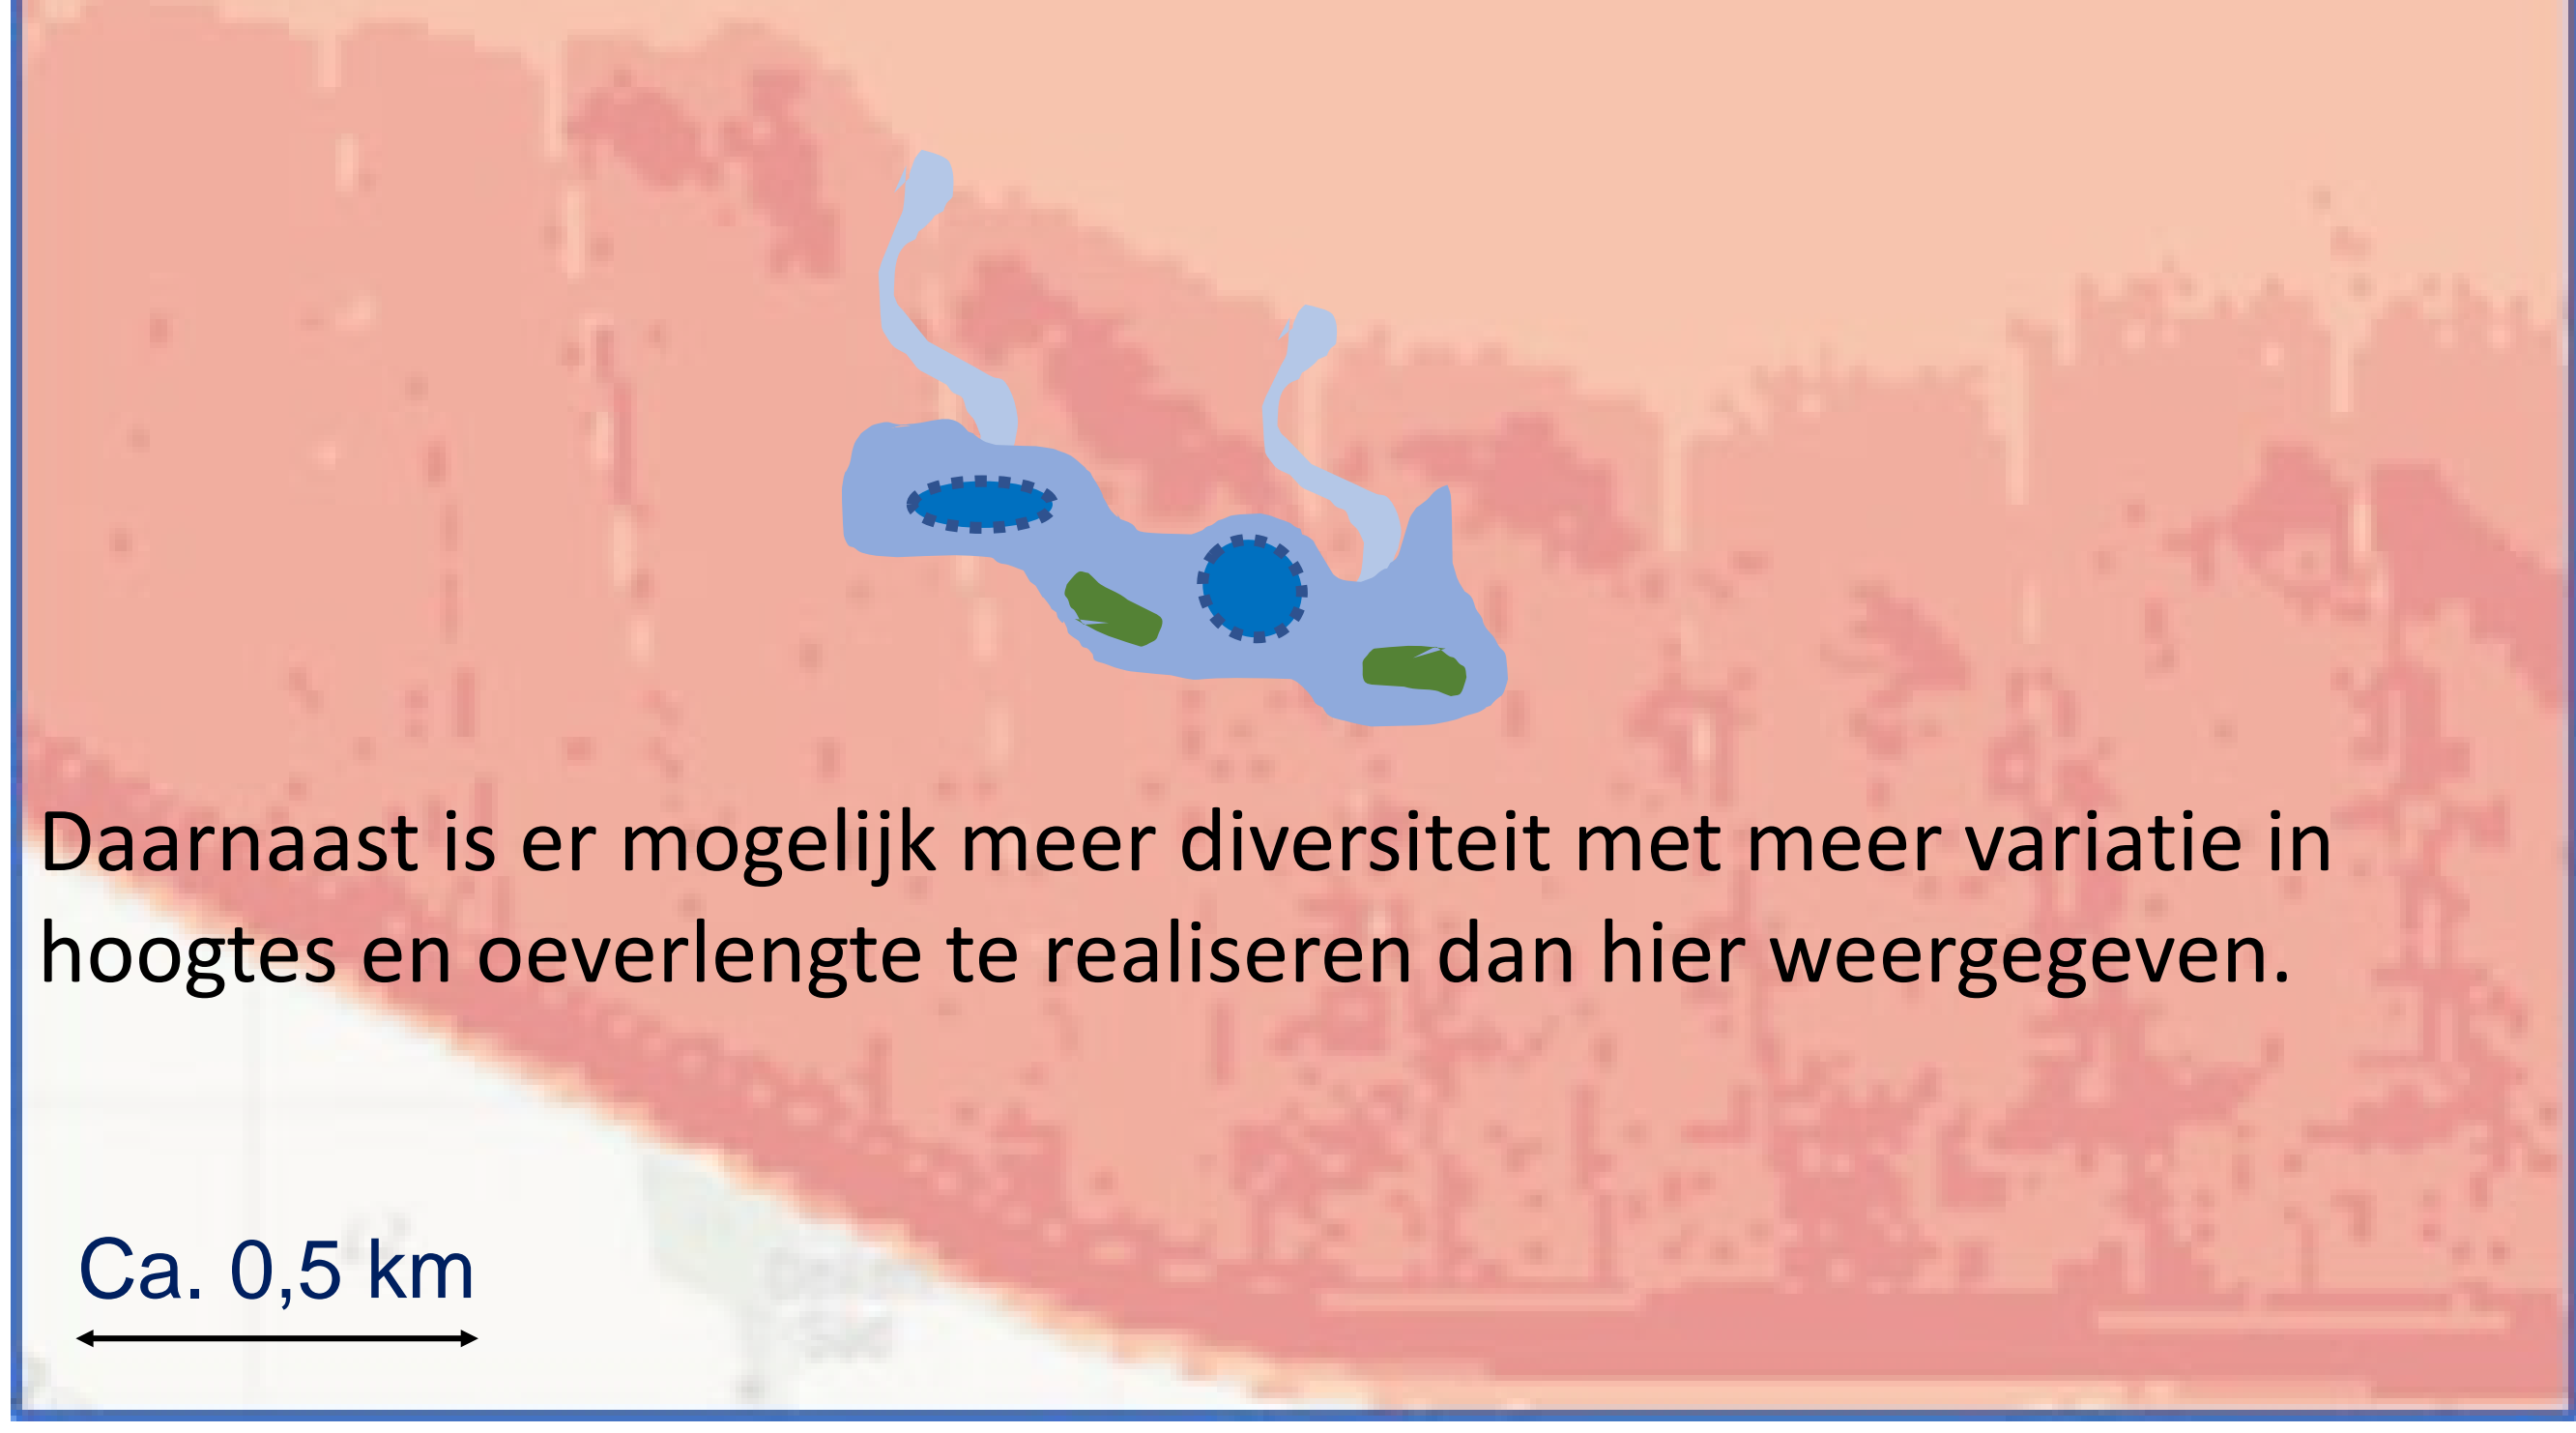 Daarnaast is er mogelijk meer diversiteit met meer variatie in
hoogtes en oeverlengte te realiseren dan hier weergegeven.
Ca. 0,5 km